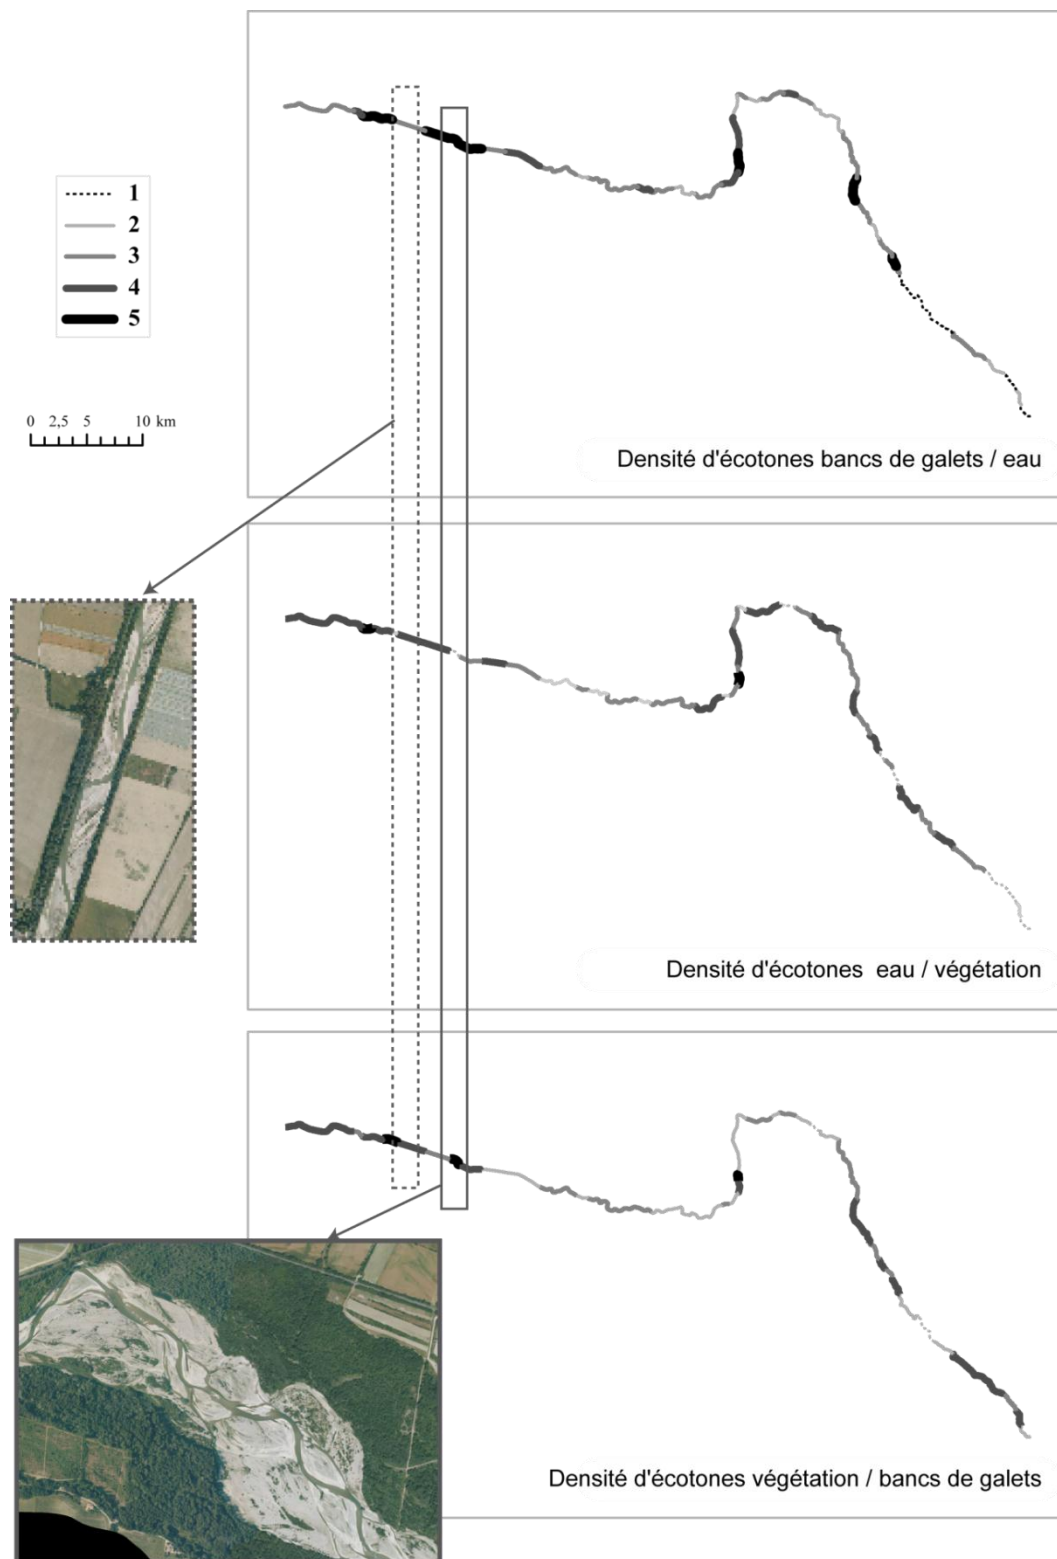 1
2
3
4
5
0 2,5 5 10 km
Densité d'écotones bancs de galets / eau
Densité d'écotones eau / végétation
Densité d'écotones végétation / bancs de galets